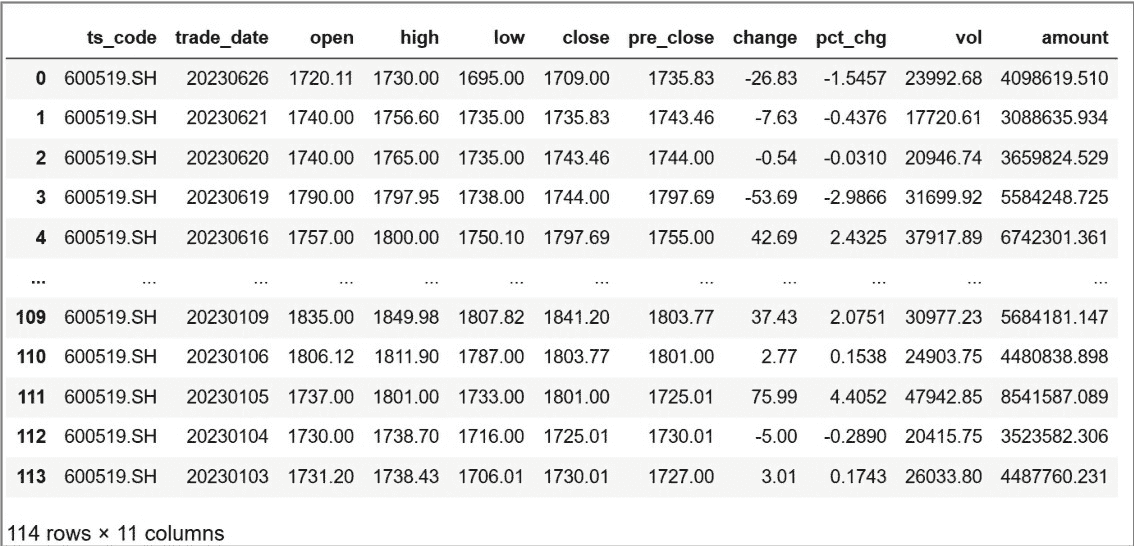 ts_code trade_date open high low close pre_close change pct_chg vol amount
0 600519.SH 20230626 1720.11 1730.00 1695.00 1709.00 1735.83 -26.83 -1.5457 23992.68 4098619.510
1 600519.SH 20230621 1740.00 1756.60 1735.00 1735.83 1743.46 -7.63 -0.4376 17720.61 3088635.934
2 600519.SH 20230620 1740.00 1765.00 1735.00 1743.46 1744.00 -0.54 -0.0310 20946.74 3659824.529
3 600519.SH 20230619 1790.00 1797.95 1738.00 1744.00 1797.69 -53.69 -2.9866 31699.92 5584248.725
4 600519.SH 20230616 1757.00 1800.00 1750.10 1797.69 1755.00 42.69 2.4325 37917.89 6742301.361
... ... ... ... ... ... ... ... ... ... ... ...
109 600519.SH 20230109 1835.00 1849.98 1807.82 1841.20 1803.77 37.43 2.0751 30977.23 5684181.147
110 600519.SH 20230106 1806.12 1811.90 1787.00 1803.77 1801.00 2.77 0.1538 24903.75 4480838.898
111 600519.SH 20230105 1737.00 1801.00 1733.00 1801.00 1725.01 75.99 4.4052 47942.85 8541587.089
112 600519.SH 20230104 1730.00 1738.70 1716.00 1725.01 1730.01 -5.00 -0.2890 20415.75 3523582.306
113 600519.SH 20230103 1731.20 1738.43 1706.01 1730.01 1727.00 3.01 0.1743 26033.80 4487760.231
114 rows × 11 columns